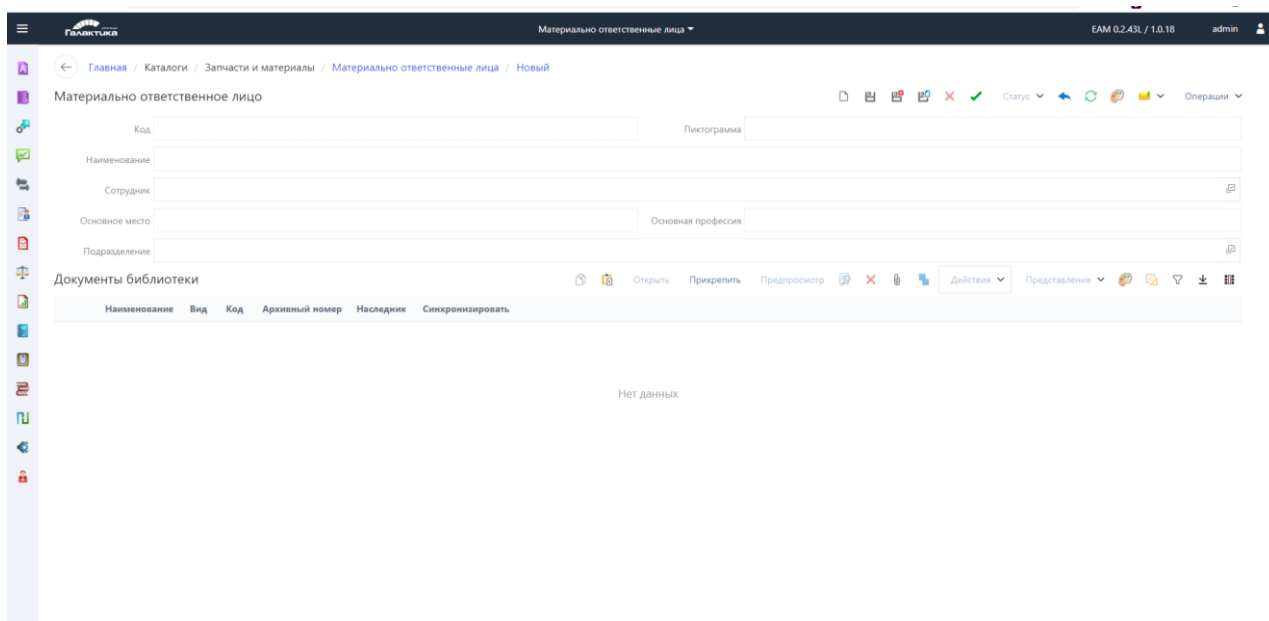 Галактика Материально ответственные лица EAM 0.2.43L / 1.0.18 admin
Главная / Каталоги / Запчасти и материалы / Материально ответственные лица / Новый
Материально ответственное лицо Статус Операции
Код Пиктограмма
Наименование
Сотрудник
Основное место Основная профессия
Подразделение
Документы библиотеки Открыть Прикрепить Предпросмотр Действия Представление
Наименование Вид Код Архивный номер Наследник Синхронизировать
Нет данных